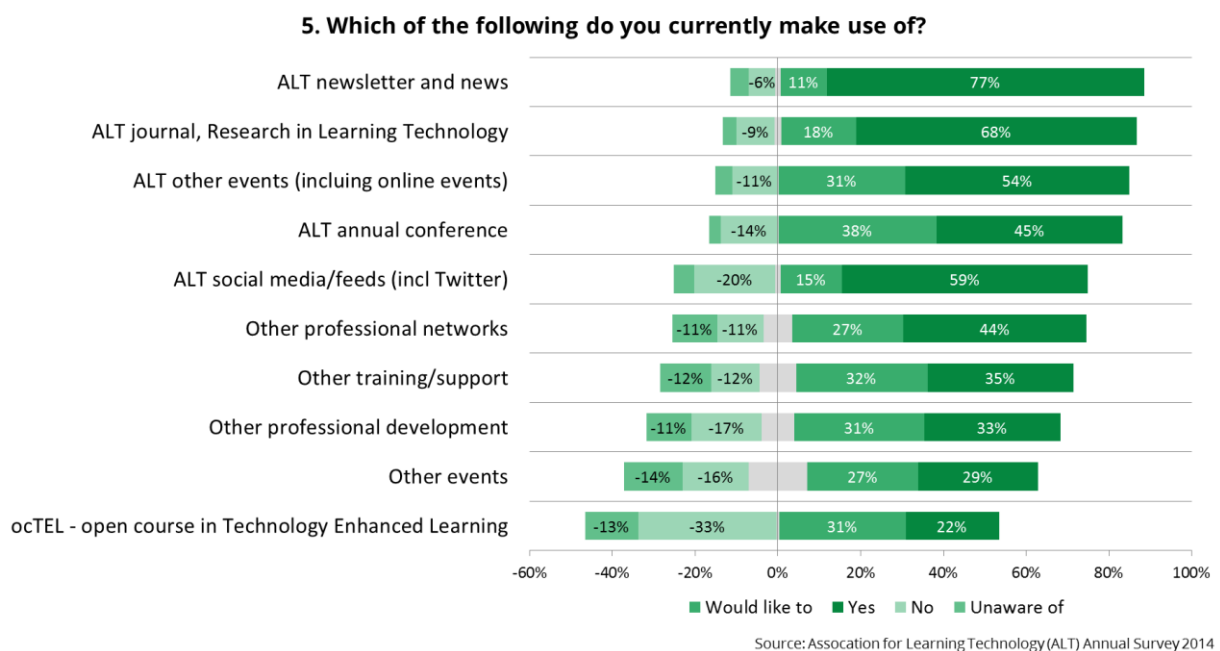 5. Which of the following do you currently make use of?
ALT newsletter and news
-6% 11% 77%
ALT journal, Research in Learning Technology
-9% 18% 68%
ALT other events (incluing online events)
-11% 31% 54%
ALT annual conference
-14% 38% 45%
ALT social media/feeds (incl Twitter)
-20% 15% 59%
Other professional networks
-11% -11% 27% 44%
Other training/support
-12% -12% 32% 35%
Other professional development
-11% -17% 31% 33%
Other events
-14% -16% 27% 29%
ocTEL - open course in Technology Enhanced Learning
-13% -33% 31% 22%
-60% -40% -20% 0% 20% 40% 60% 80% 100%
Would like to Yes No Unaware of
Source: Assocation for Learning Technology (ALT) Annual Survey 2014